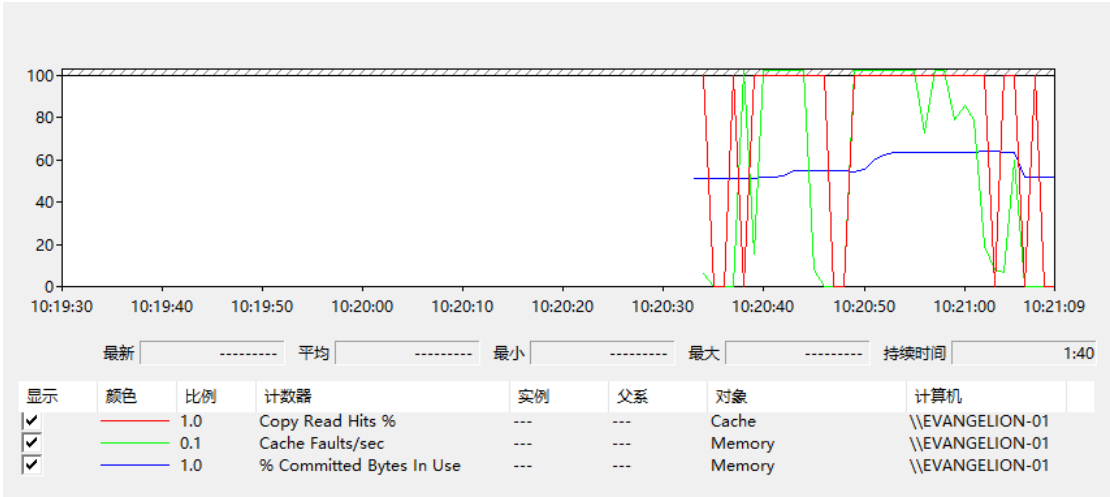 100
80
60
40
20
0
10:19:30 10:19:40 10:19:50 10:20:00 10:20:10 10:20:20 10:20:30 10:20:40 10:20:50 10:21:00 10:21:09
最新 --------- 平均 --------- 最小 --------- 最大 --------- 持续时间 1:40
显示 颜色 比例 计数器 实例 父系 对象 计算机
1.0 Copy Read Hits % --- --- Cache \\EVANGELION-01
0.1 Cache Faults/sec --- --- Memory \\EVANGELION-01
1.0 % Committed Bytes In Use --- --- Memory \\EVANGELION-01